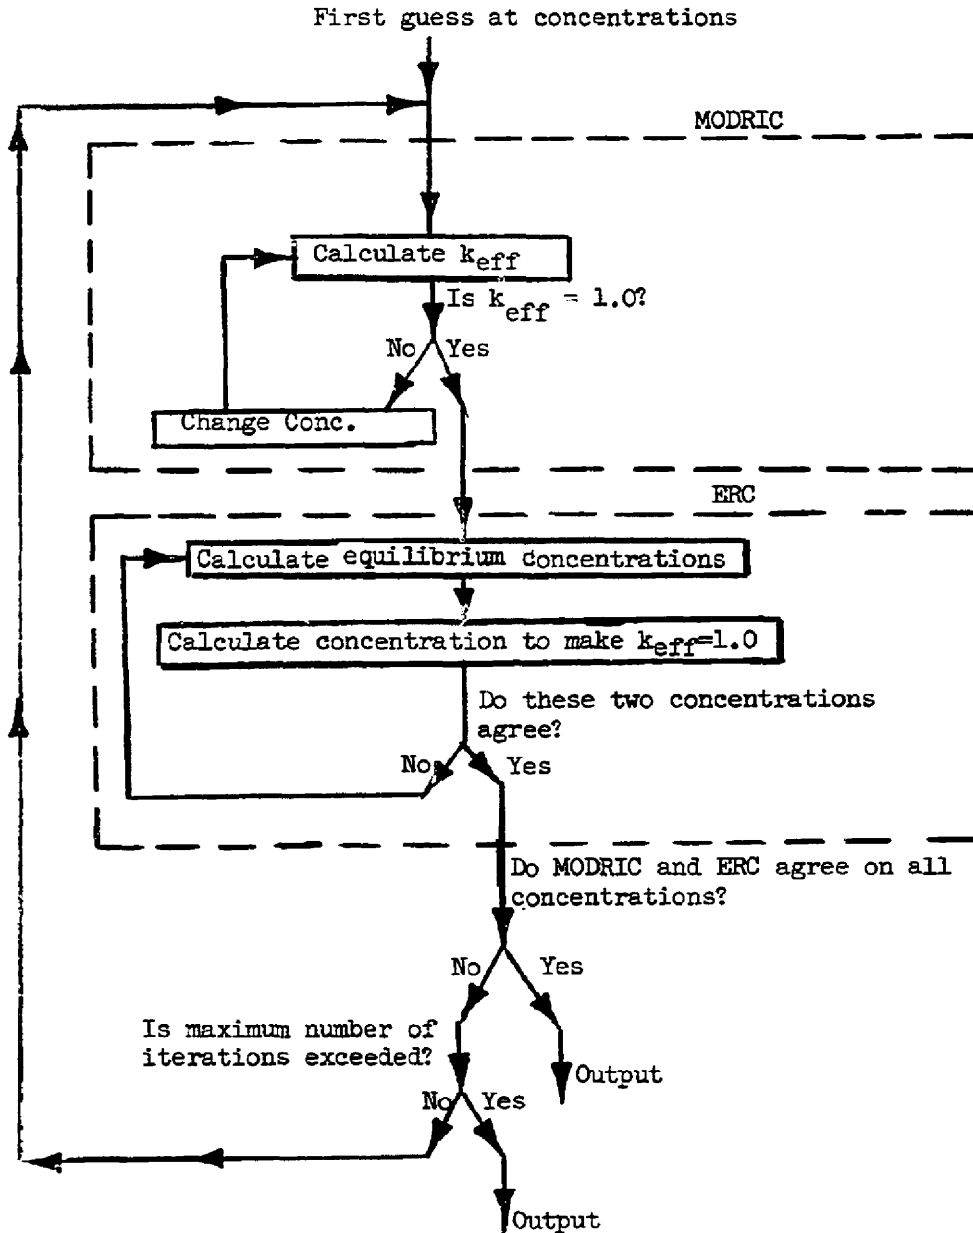 First guess at concentrations
MODRIC
Calculate keff
Is keff = 1.0?
No Yes
Change Conc.
ERC
Calculate equilibrium concentrations
Calculate concentration to make keff=1.0
Do these two concentrations
agree?
No Yes
Do MODRIC and ERC agree on all
concentrations?
No Yes
Is maximum number of
iterations exceeded?
Output
No Yes
Output